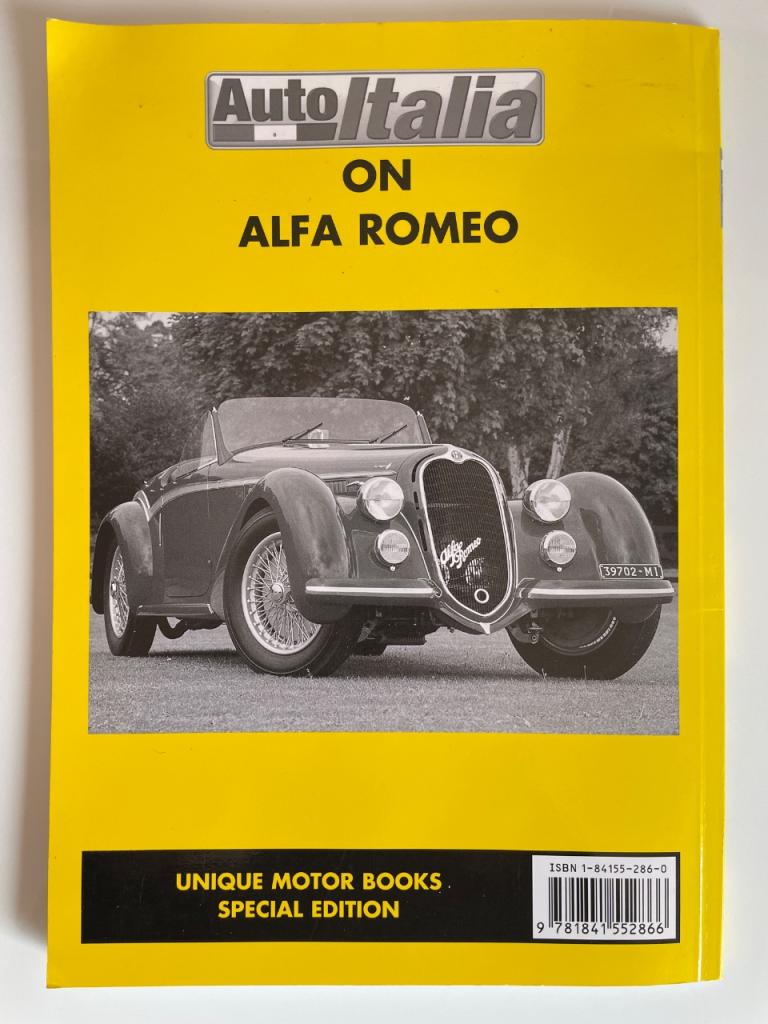 AutoItalia
ON
ALFA ROMEO
Alfa Romeo
39702-MI
UNIQUE MOTOR BOOKS
SPECIAL EDITION
ISBN 1-84155-286-0
9 781841 552866